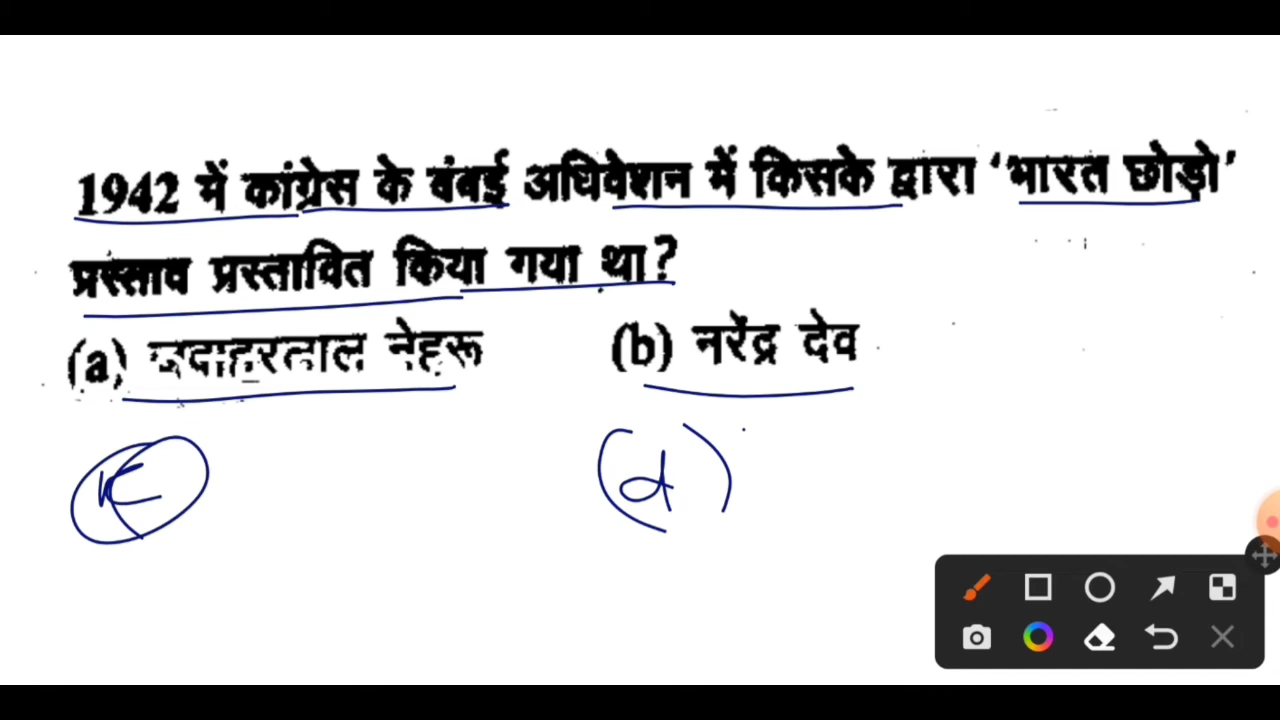 1942 में कांग्रेस के बंबई अधिवेशन में किसके द्वारा ‘भारत छोड़ो’
प्रस्ताव प्रस्तावित किया गया था?
(a) जवाहरलाल नेहरू (b) नरेंद्र देव
(d)